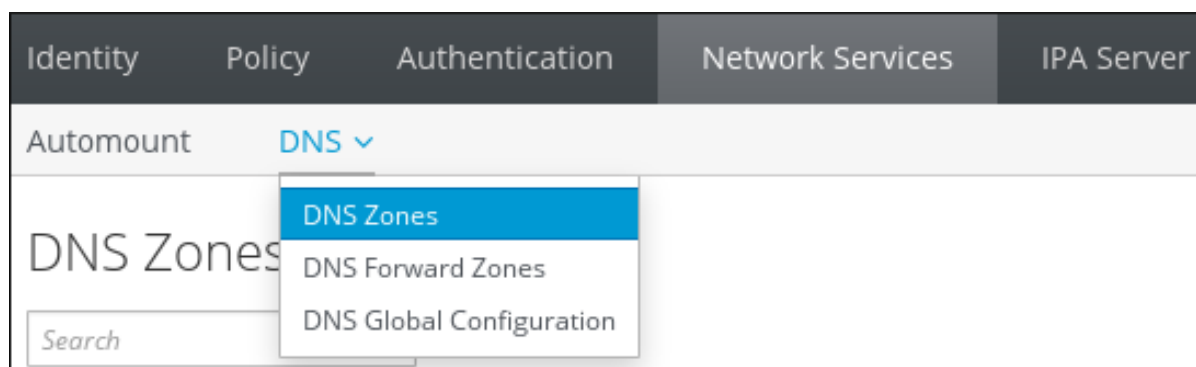 Identity Policy Authentication Network Services IPA Server
Automount DNS
DNS Zones
DNS Zones
DNS Forward Zones
DNS Global Configuration
Search